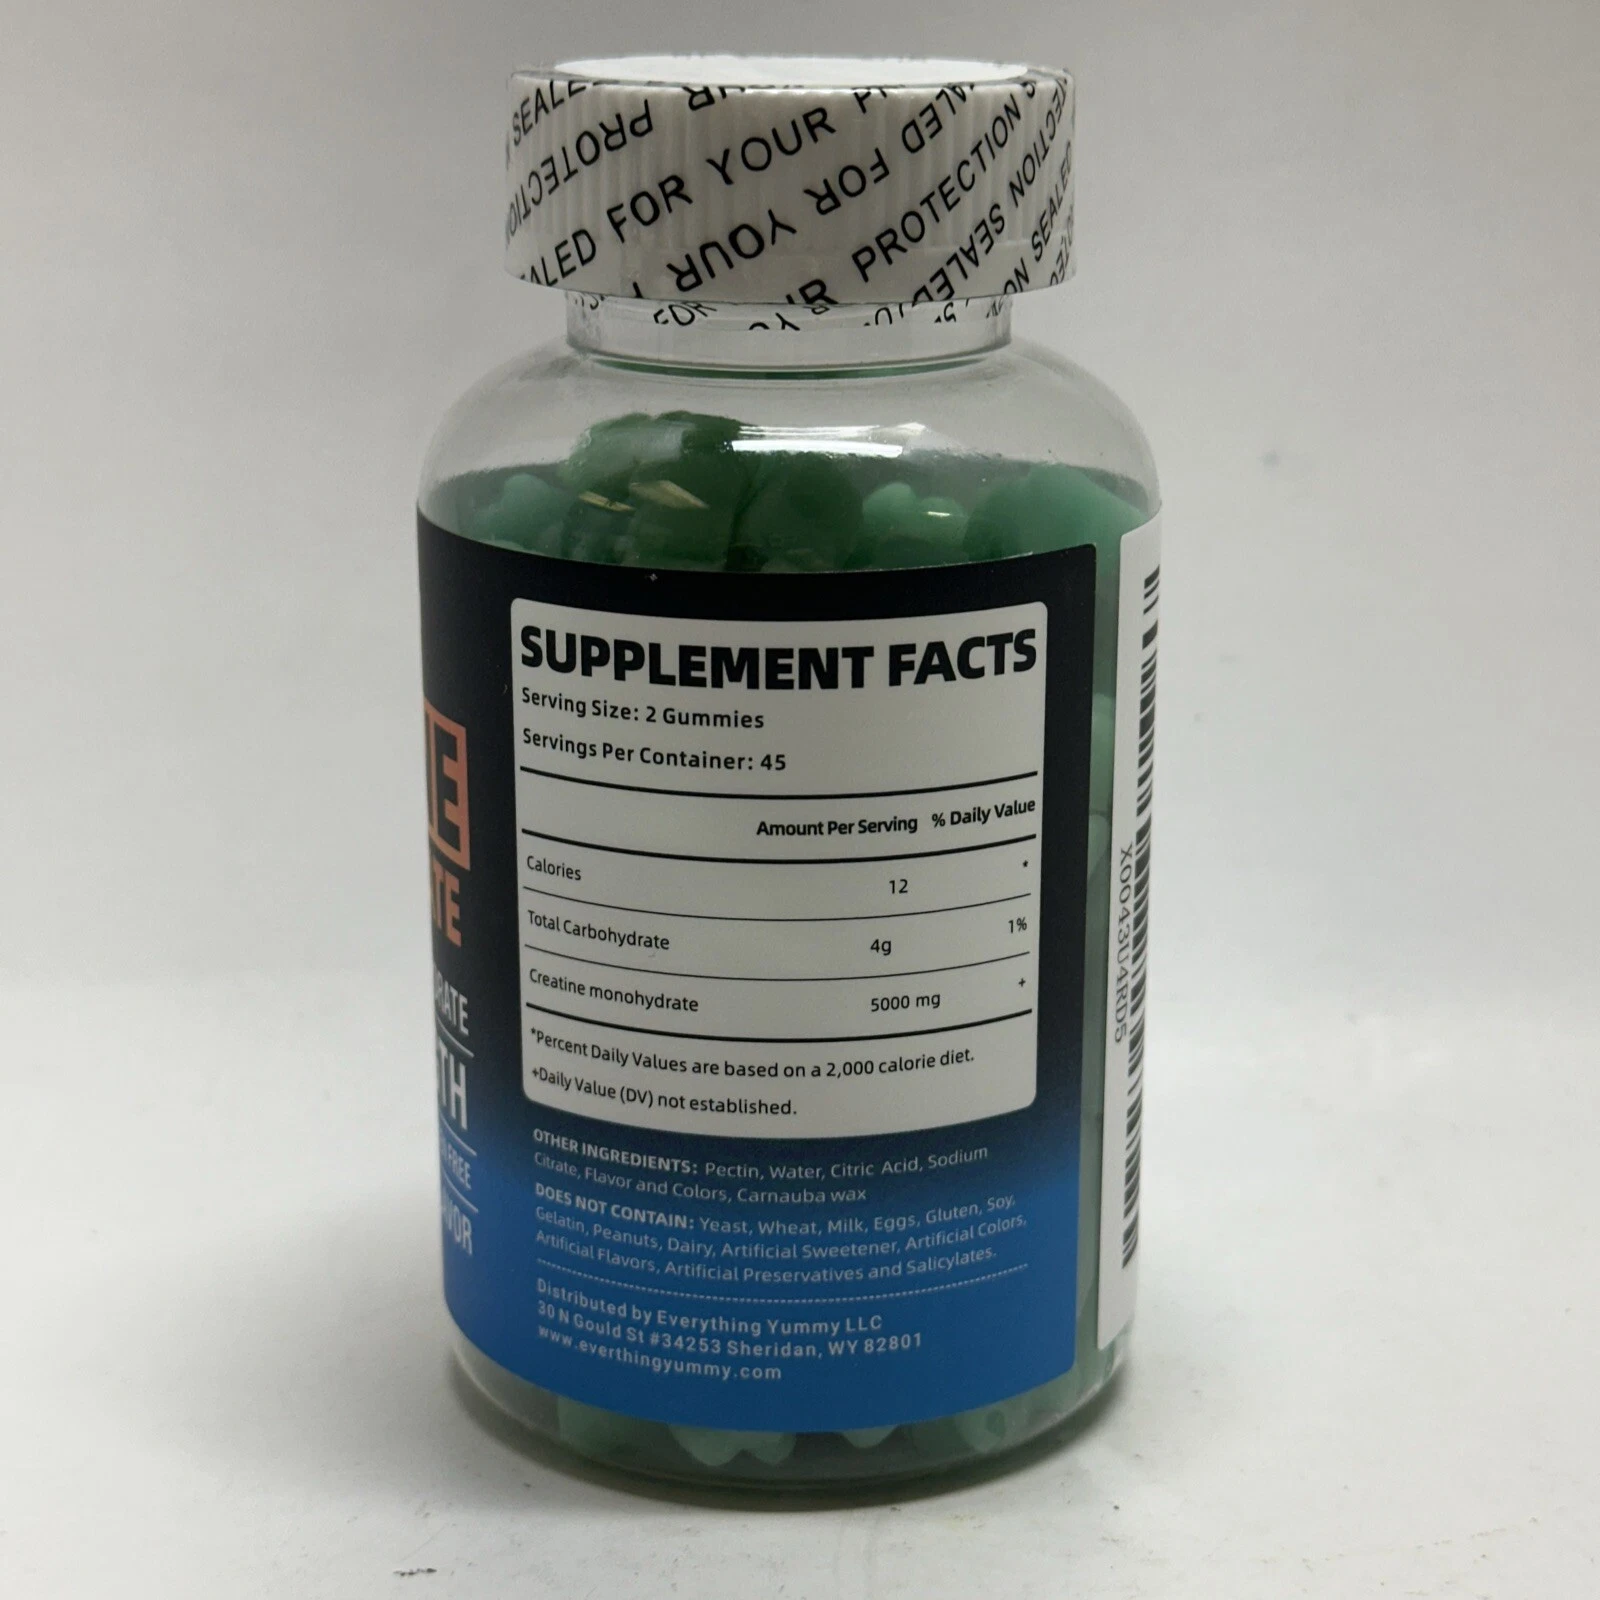 SEALED FOR YOUR
PROTECTION
FOR YOUR
SEALED
SUPPLEMENT FACTS
Serving Size: 2 Gummies
Servings Per Container: 45
Amount Per Serving % Daily Value
Calories 12 *
Total Carbohydrate 4g 1%
Creatine monohydrate 5000 mg +
*Percent Daily Values are based on a 2,000 calorie diet.
+Daily Value (DV) not established.
OTHER INGREDIENTS: Pectin, Water, Citric Acid, Sodium
Citrate, Flavor and Colors, Carnauba wax
DOES NOT CONTAIN: Yeast, Wheat, Milk, Eggs, Gluten, Soy,
Gelatin, Peanuts, Dairy, Artificial Sweetener, Artificial Colors,
Artificial Flavors, Artificial Preservatives and Salicylates.
Distributed by Everything Yummy LLC
30 N Gould St #34253 Sheridan, WY 82801
www.everthingyummy.com
FREE
X0043U4RD5